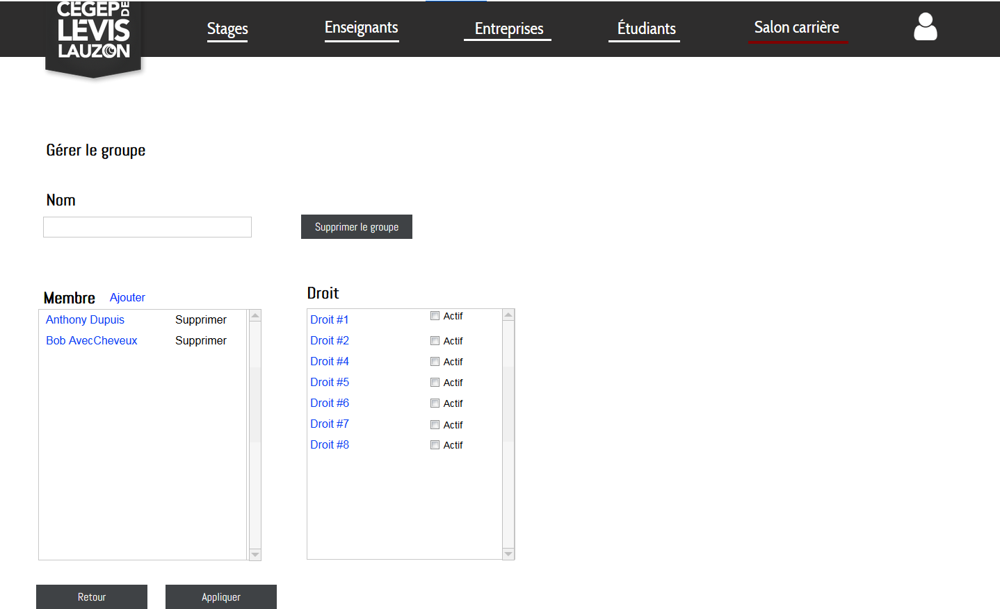 CÉGEP DE
LÉVIS
LAUZON
Stages
Enseignants
Entreprises
Étudiants
Salon carrière
Gérer le groupe
Nom
Supprimer le groupe
Membre Ajouter
Anthony Dupuis Supprimer
Bob AvecCheveux Supprimer
Droit
Droit #1 Actif
Droit #2 Actif
Droit #4 Actif
Droit #5 Actif
Droit #6 Actif
Droit #7 Actif
Droit #8 Actif
Retour
Appliquer